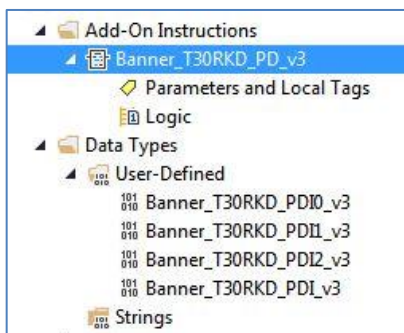 Add-On Instructions
Banner_T30RKD_PD_v3
Parameters and Local Tags
Logic
Data Types
User-Defined
Banner_T30RKD_PDI0_v3
Banner_T30RKD_PDI1_v3
Banner_T30RKD_PDI2_v3
Banner_T30RKD_PDI_v3
Strings